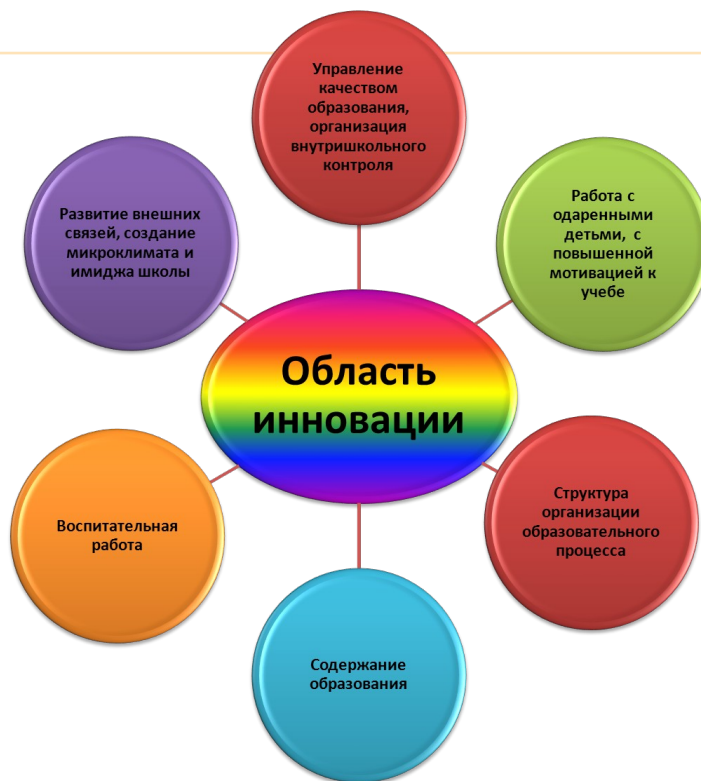 Управление
качеством
образования,
организация
внутришкольного
контроля
Развитие внешних
связей, создание
микроклимата и
имиджа школы
Работа с
одаренными
детьми,  с
повышенной
мотивацией к
учебе
Область
инновации
Воспитательная
работа
Структура
организации
образовательного
процесса
Содержание
образования